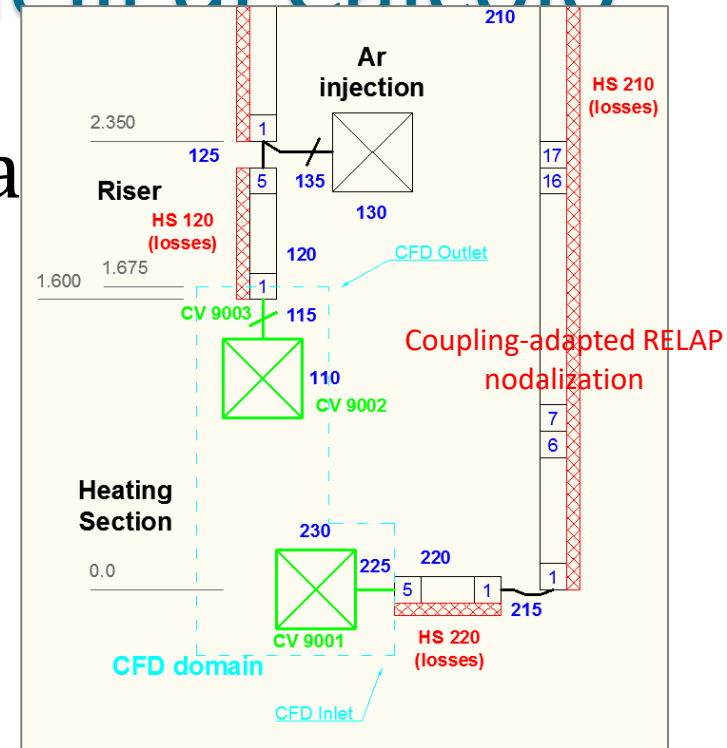 210
Ar
injection
HS 210
(losses)
2.350
1
125
17
5
135
16
a
Riser
130
HS 120
(losses)
120
CFD Outlet
1.675
1.600
1
CV 9003
115
Coupling-adapted RELAP
nodalization
110
CV 9002
7
6
Heating
Section
230
0.0
225
220
1
5
1
215
CV 9001
HS 220
(losses)
CFD domain
CFD Inlet